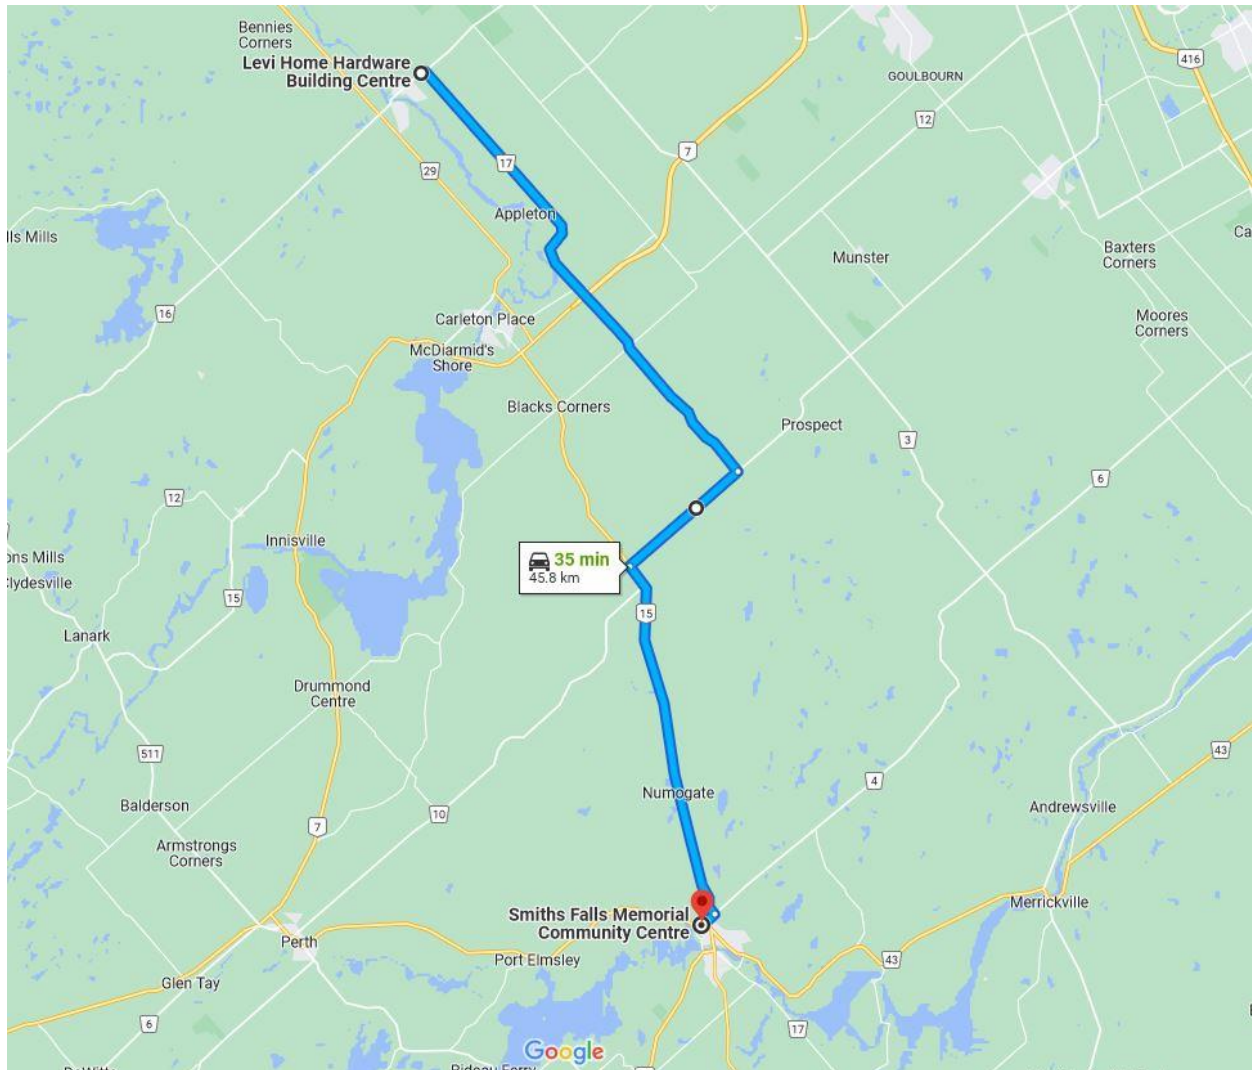 Bennies
Corners
Levi Home Hardware
Building Centre
GOULBOURN
416
12
7
17
29
Appleton
lls Mills
Munster
Baxters
Corners
Ca
16
Carleton Place
Moores
Corners
McDiarmid's
Shore
Blacks Corners
Prospect
3
6
12
Innisville
ons Mills
Clydesville
35 min
45.8 km
15
15
Lanark
Drummond
Centre
511
43
4
Numogate
Balderson
10
7
Andrewsville
Armstrongs
Corners
Merrickville
Smiths Falls Memorial
Community Centre
Perth
Port Elmsley
43
Glen Tay
6
17
Google
Rideau Ferry